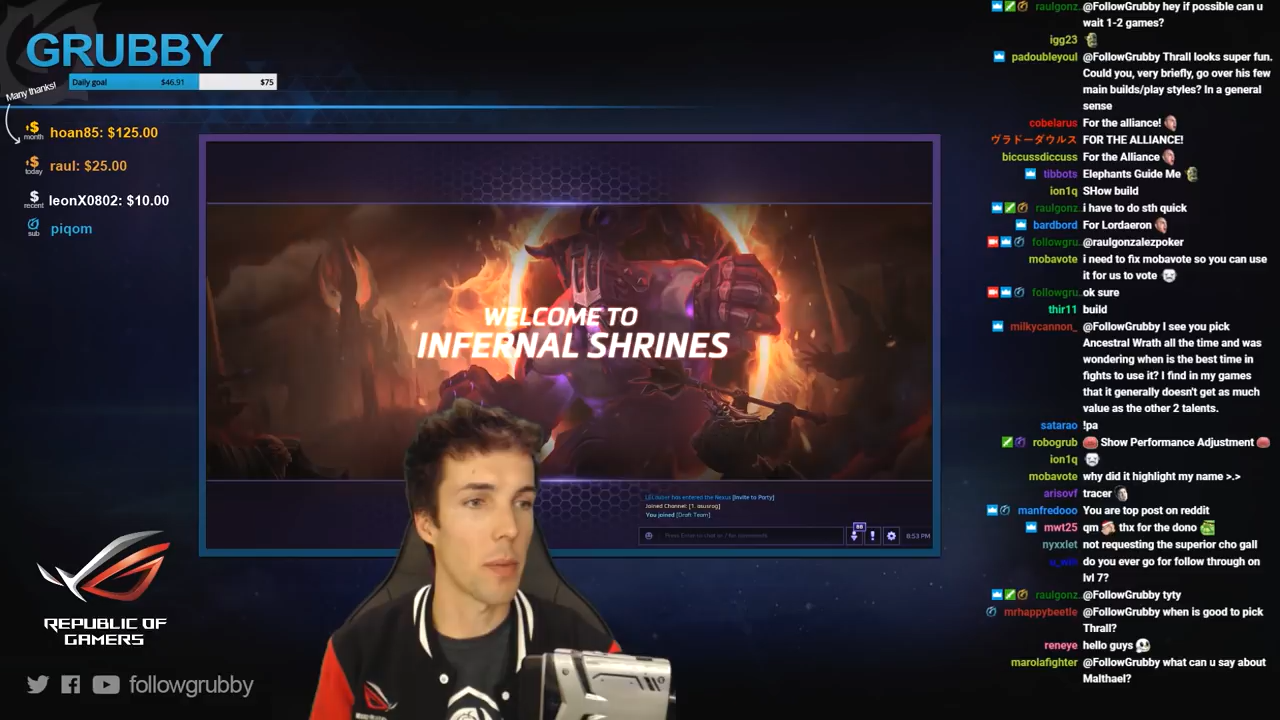 GRUBBY
Daily goal $46.91 $75
Many thanks!
$ month hoan85: $125.00
$ today raul: $25.00
$ recent leonX0802: $10.00
sub piqom
WELCOME TO
INFERNAL SHRINES
has entered the Nexus [Invite to Party]
Joined Channel: [1.
You joined [Draft Team]
8:53 PM
REPUBLIC OF
GAMERS
followgrubby
raulgonz.. @FollowGrubby hey if possible can u
wait 1-2 games?
igg23
padoubleyoul @FollowGrubby Thrall looks super fun.
Could you, very briefly, go over his few
main builds/play styles? In a general
sense
cobelarus For the alliance!
ヴラドーダウルス FOR THE ALLIANCE!
biccussdiccuss For the Alliance
tibbots Elephants Guide Me
ion1q SHow build
raulgonz.. i have to do sth quick
bardbord For Lordaeron
followgru.. @raulgonzalezpoker
mobavote i need to fix mobavote so you can use
it for us to vote
followgru.. ok sure
thir11 build
milkycannon_ @FollowGrubby I see you pick
Ancestral Wrath all the time and was
wondering when is the best time in
fights to use it? I find in my games
that it generally doesn't get as much
value as the other 2 talents.
satarao !pa
robogrub Show Performance Adjustment
ion1q
mobavote why did it highlight my name >.>
arisovf tracer
manfredooo You are top post on reddit
mwt25 qm thx for the dono
nyxxlet not requesting the superior cho gall
do you ever go for follow through on
lvl 7?
raulgonz.. @FollowGrubby tyty
mrhappybeetle @FollowGrubby when is good to pick
Thrall?
reneye hello guys
marolafighter @FollowGrubby what can u say about
Malthael?